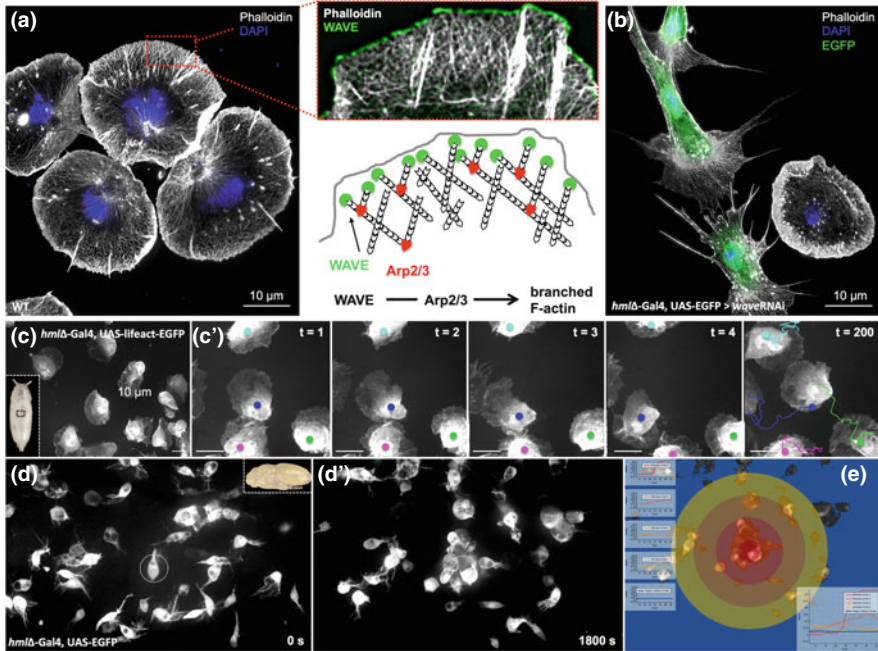 (a)
Phalloidin
DAPI
WT
10 µm
Phalloidin
WAVE
WAVE
Arp2/3
WAVE
Arp2/3
branched
F-actin
(b)
Phalloidin
DAPI
EGFP
10 µm
hmlΔ-Gal4, UAS-EGFP > waveRNAi
(c)
hmlΔ-Gal4, UAS-lifeact-EGFP
10 µm
(c')
t = 1
t = 2
t = 3
t = 4
t = 200
(d)
hmlΔ-Gal4, UAS-EGFP
0 s
(d')
1800 s
(e)